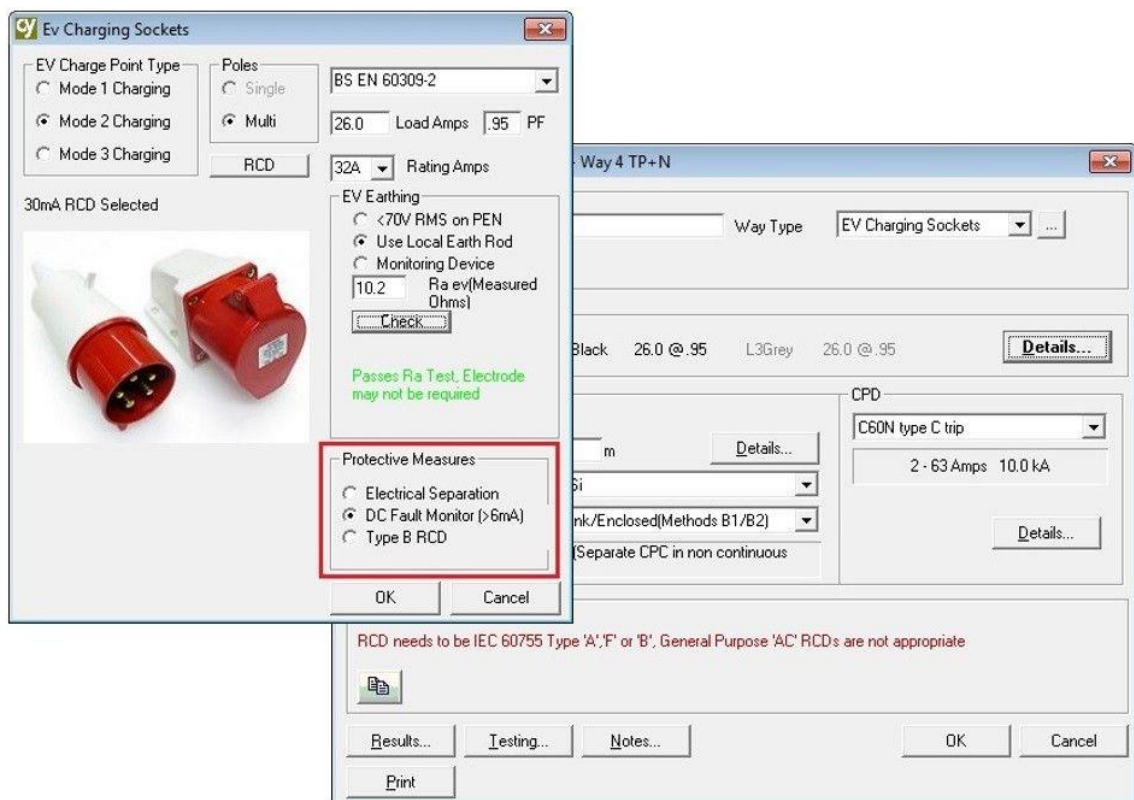 cy Ev Charging Sockets
EV Charge Point Type
Mode 1 Charging
Mode 2 Charging
Mode 3 Charging
Poles
Single
Multi
RCD
30mA RCD Selected
BS EN 60309-2
26.0 Load Amps .95 PF
32A Rating Amps
EV Earthing
<70V RMS on PEN
Use Local Earth Rod
Monitoring Device
10.2 Ra ev(Measured
Ohms)
Check
Passes Ra Test, Electrode
may not be required
Protective Measures
Electrical Separation
DC Fault Monitor (>6mA)
Type B RCD
OK Cancel
- Way 4 TP+N
Way Type EV Charging Sockets ...
Black 26.0 @.95 L3Grey 26.0 @.95 Details...
m Details...
nk/Enclosed(Methods B1/B2)
(Separate CPC in non continuous
CPD
C60N type C trip
2 - 63 Amps 10.0 kA
Details...
RCD needs to be IEC 60755 Type 'A','F' or 'B', General Purpose 'AC' RCDs are not appropriate
Results... Testing... Notes... OK Cancel
Print